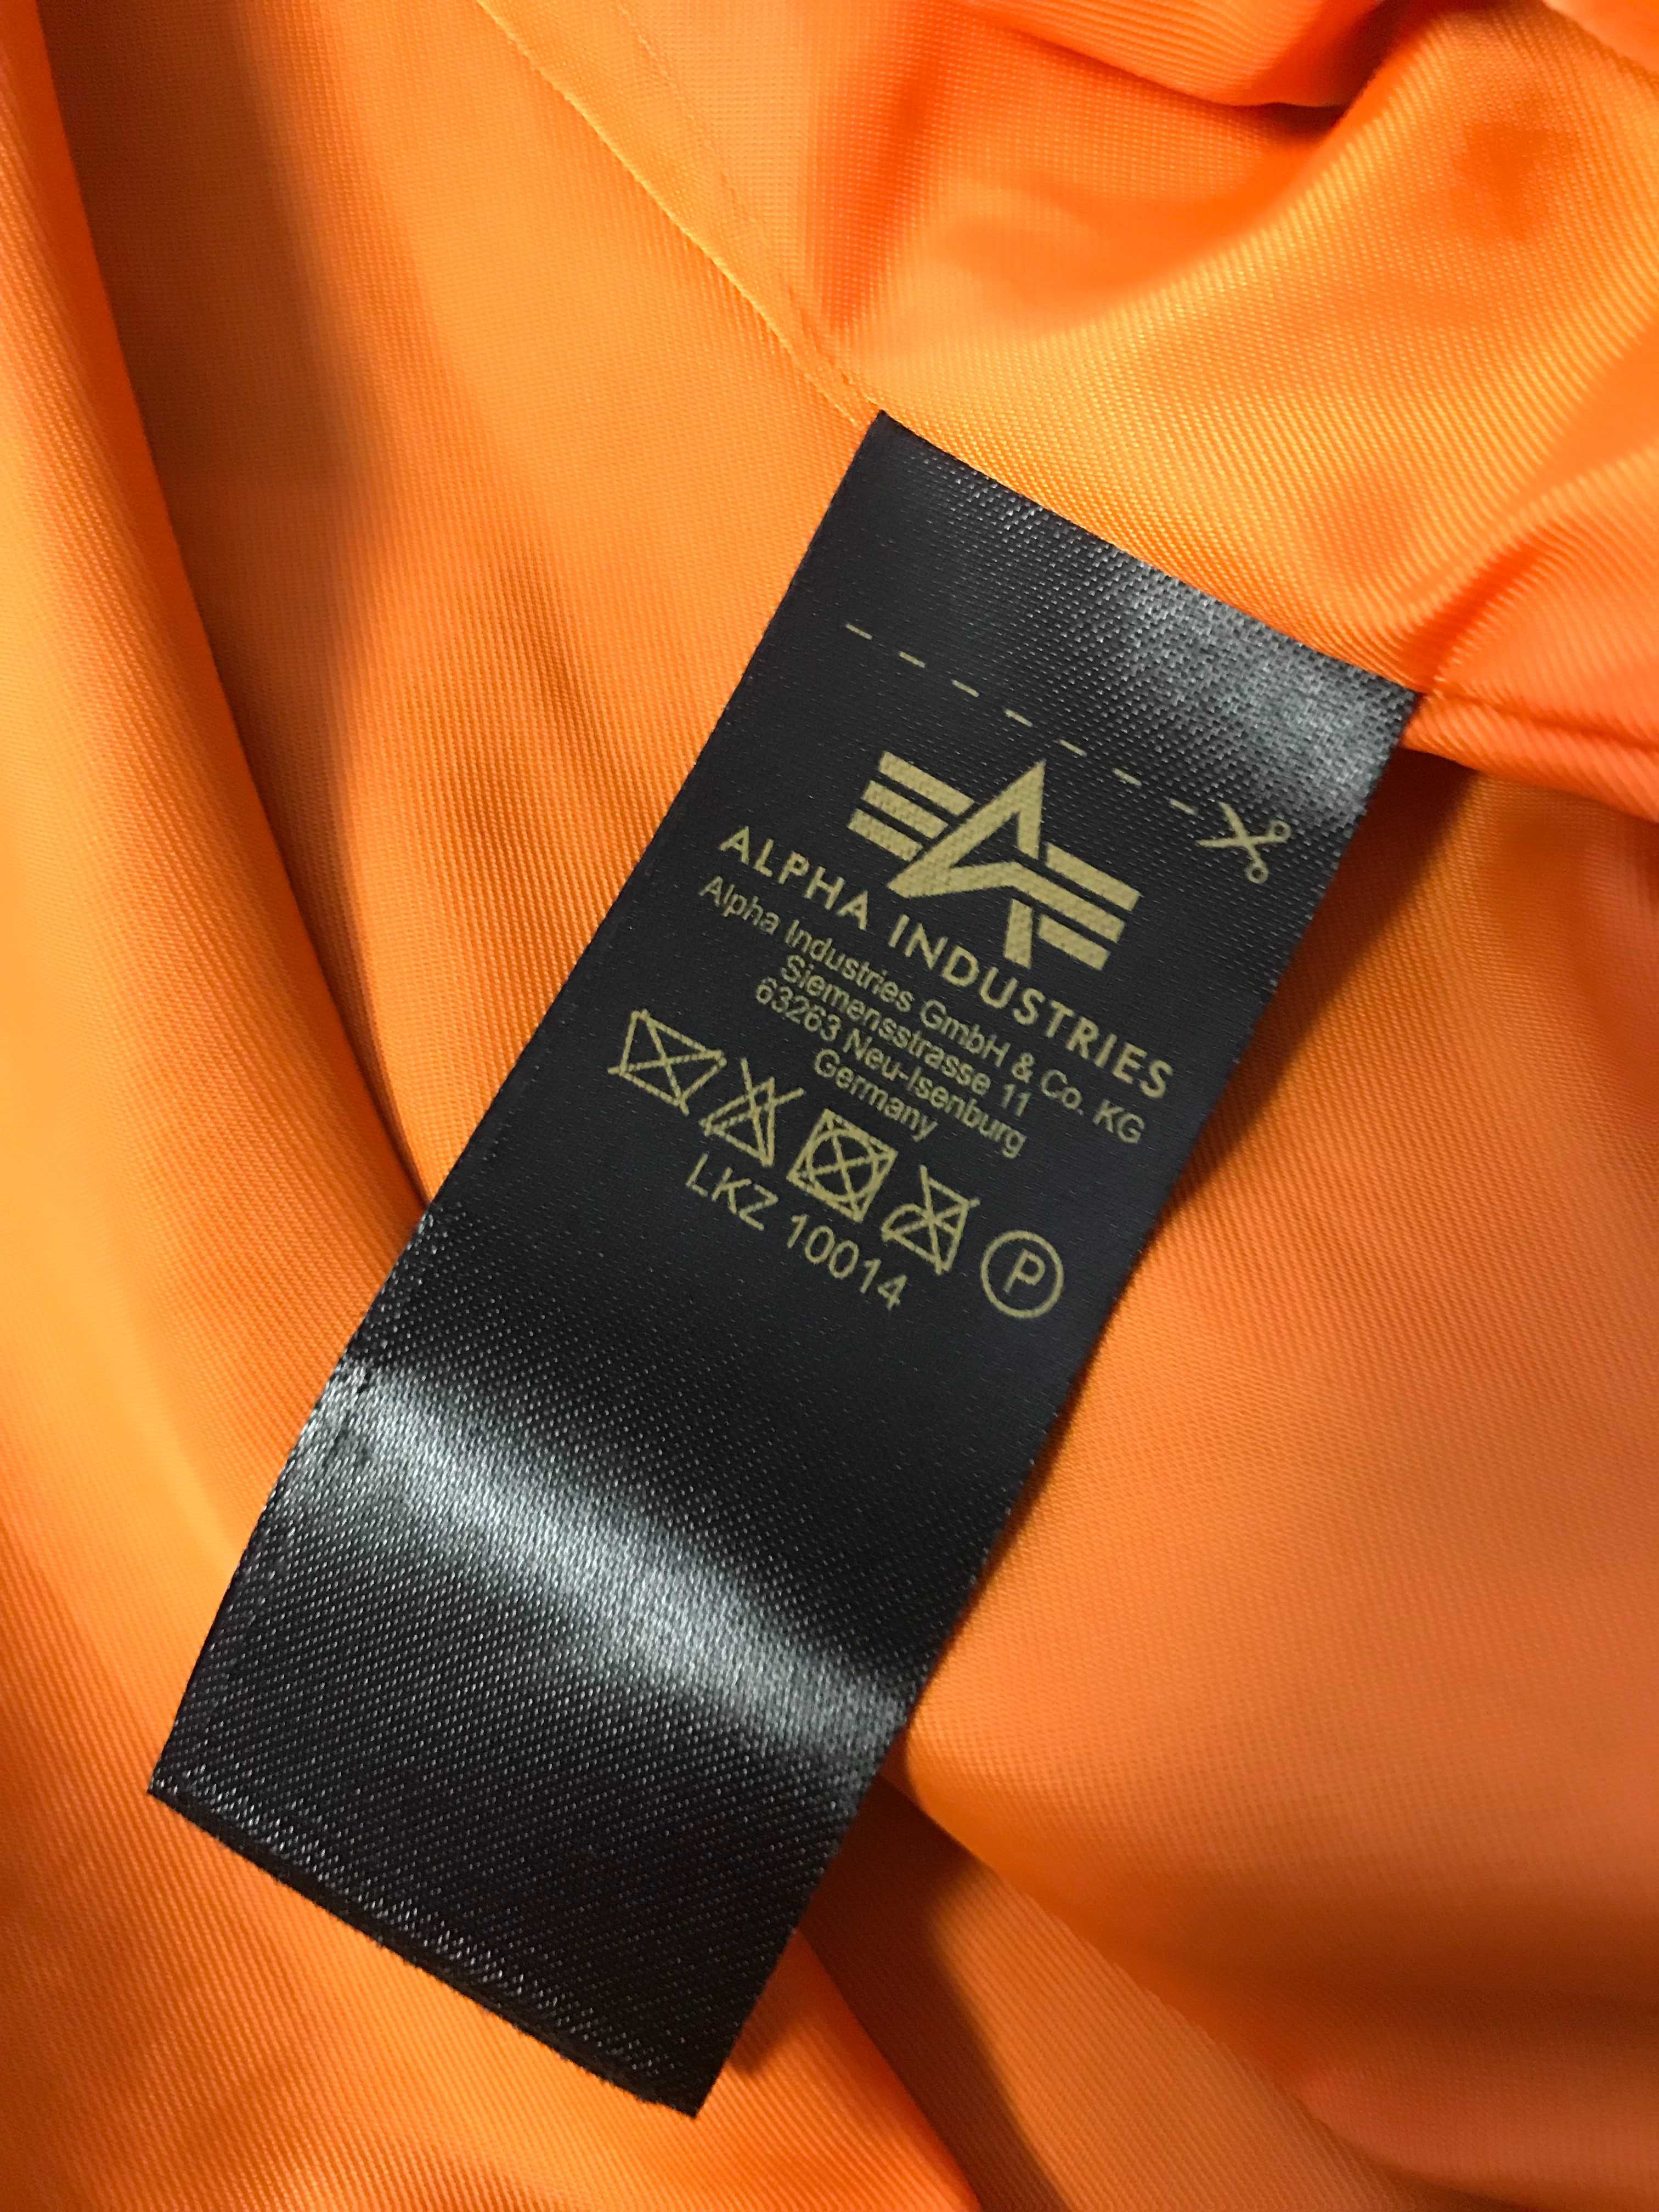 ALPHA INDUSTRIES
Alpha Industries GmbH & Co. KG
Siemensstrasse 11
63263 Neu-Isenburg
Germany
P
LKZ 10014